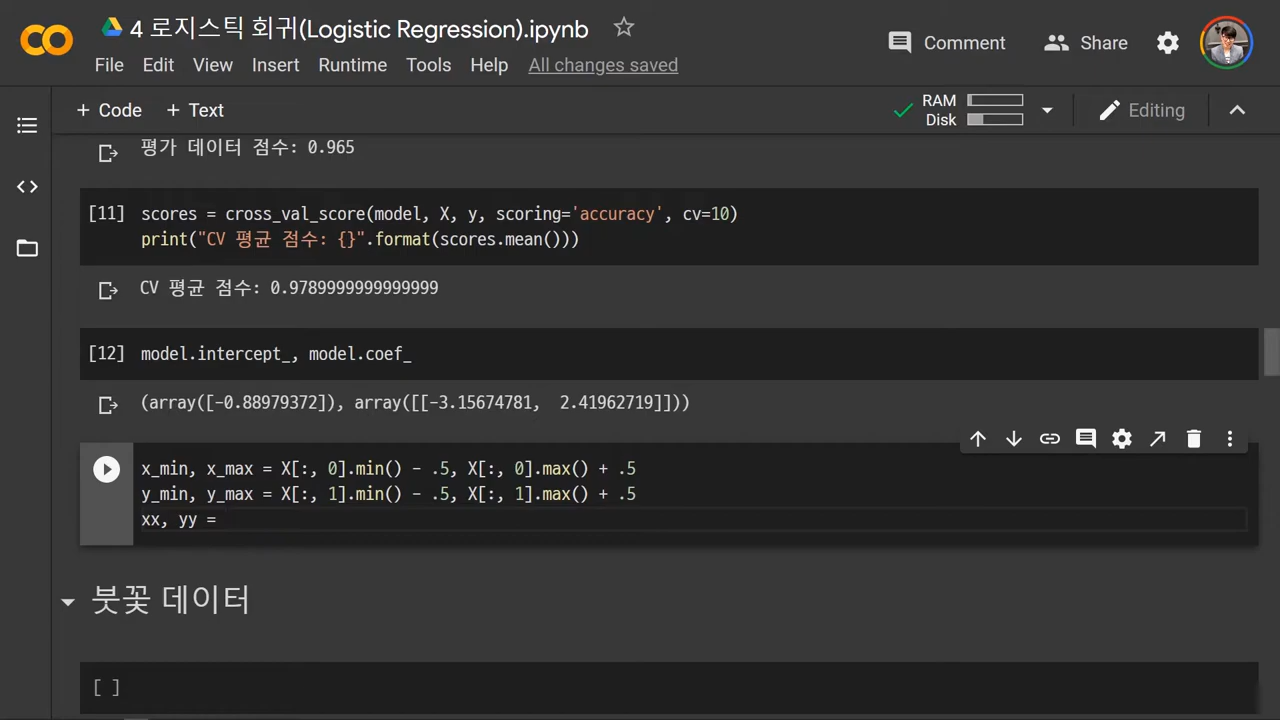 4 로지스틱 회귀(Logistic Regression).ipynb
Comment
Share
File Edit View Insert Runtime Tools Help All changes saved
+ Code + Text
RAM
Disk
Editing
평가 데이터 점수: 0.965
[11] scores = cross_val_score(model, X, y, scoring='accuracy', cv=10)
print("CV 평균 점수: {}".format(scores.mean()))
CV 평균 점수: 0.9789999999999999
[12] model.intercept_, model.coef_
(array([-0.88979372]), array([[-3.15674781, 2.41962719]]))
x_min, x_max = X[:, 0].min() - .5, X[:, 0].max() + .5
y_min, y_max = X[:, 1].min() - .5, X[:, 1].max() + .5
xx, yy =
붓꽃 데이터
[ ]